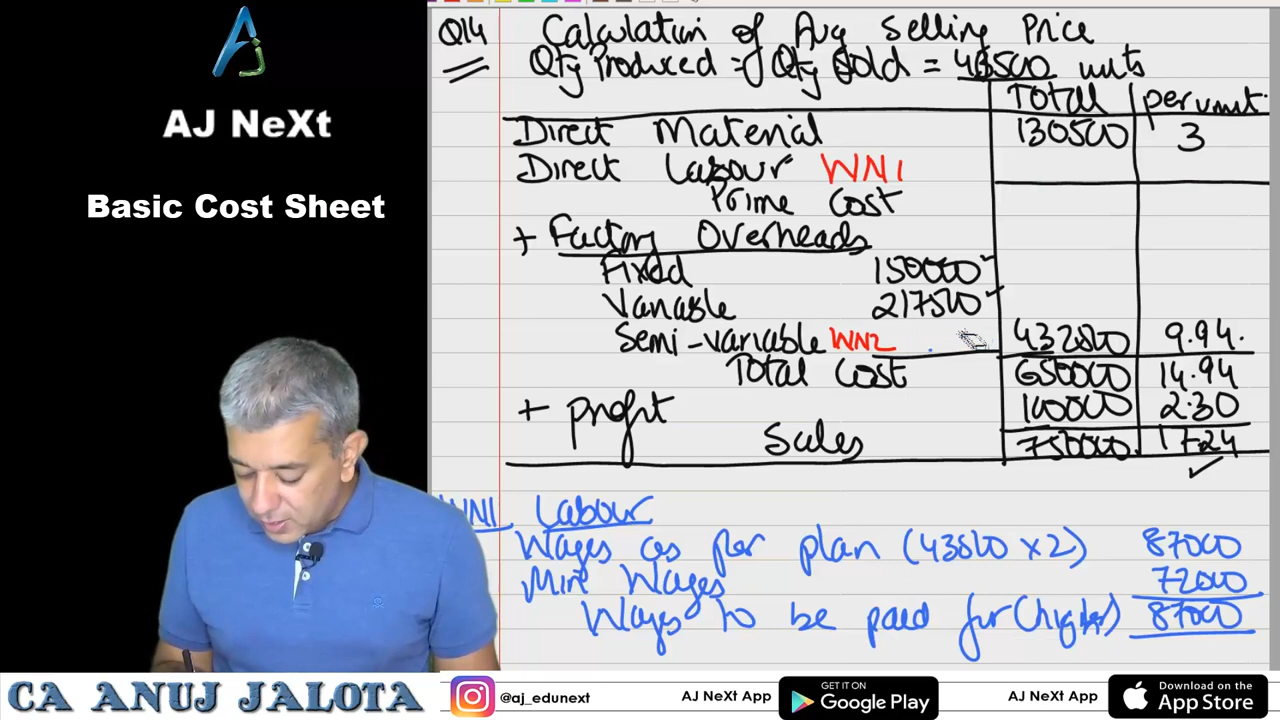 AJ NeXt
Basic Cost Sheet
Q14 Calculation of Avg Selling Price
Qty Produced = Qty Sold = 43500 units
Total per unit.
Direct Material 130500 3
Direct Labour WN1
Prime Cost
+ Factory Overheads
Fixed 150000
Variable 217500
Semi-variable WN2 432500 9.94.
Total Cost 650000 14.94
+ Profit 100000 2.30
Sales 750000 17.24
WN1 Labour
Wages as per plan (43500 x 2) 87000
Min Wages 72000
Wages to be paid for (higher) 87000
CA ANUJ JALOTA
@aj_edunext
AJ NeXt App
GET IT ON
Google Play
AJ NeXt App
Download on the
App Store